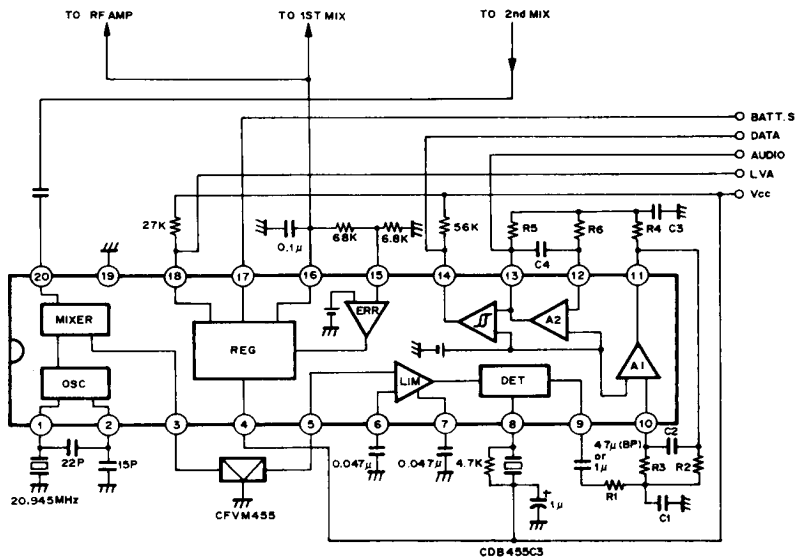 TO RF AMP TO 1ST MIX TO 2nd MIX
BATT.S
DATA
AUDIO
LVA
Vcc
27K 0.1μ 68K 6.8K 56K R5 C4 R6 R4 C3
20 19 18 17 16 15 14 13 12 11
MIXER
OSC
REG
ERR
A2
A1
LIM
DET
1 2 3 4 5 6 7 8 9 10
22P 15P
20.945MHz
CFVM455
0.047μ 0.047μ 4.7K
1μ
CDB455C3
4.7μ(BP)
or
1μ
R1 R3 C2 R2
C1